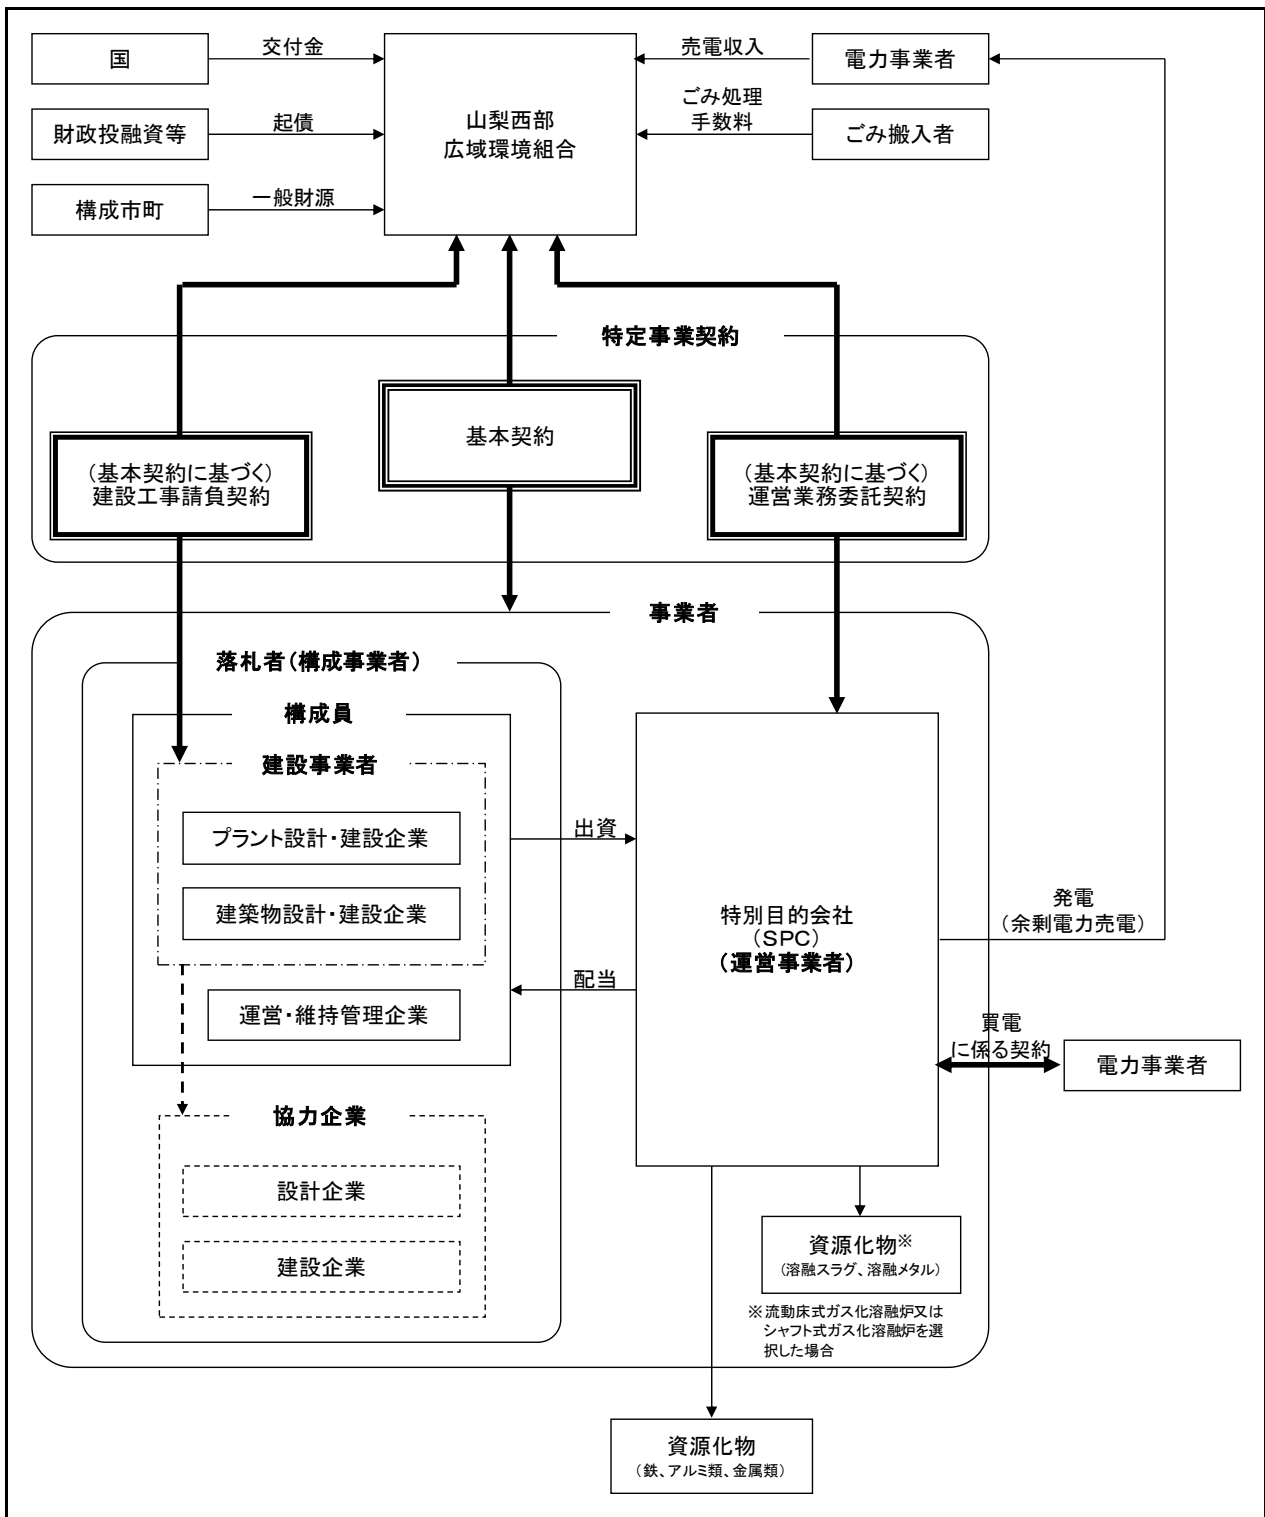 国
交付金
財政投融資等
起債
構成市町
一般財源
山梨西部
広域環境組合
売電収入
電力事業者
ごみ処理
手数料
ごみ搬入者
特定事業契約
(基本契約に基づく)
建設工事請負契約
基本契約
(基本契約に基づく)
運営業務委託契約
事業者
落札者(構成事業者)
構成員
建設事業者
プラント設計・建設企業
建築物設計・建設企業
運営・維持管理企業
協力企業
設計企業
建設企業
出資
配当
特別目的会社
(SPC)
(運営事業者)
発電
(余剰電力売電)
買電
に係る契約
電力事業者
資源化物※
(溶融スラグ、溶融メタル)
※流動床式ガス化溶融炉又は
シャフト式ガス化溶融炉を選
択した場合
資源化物
(鉄、アルミ類、金属類)